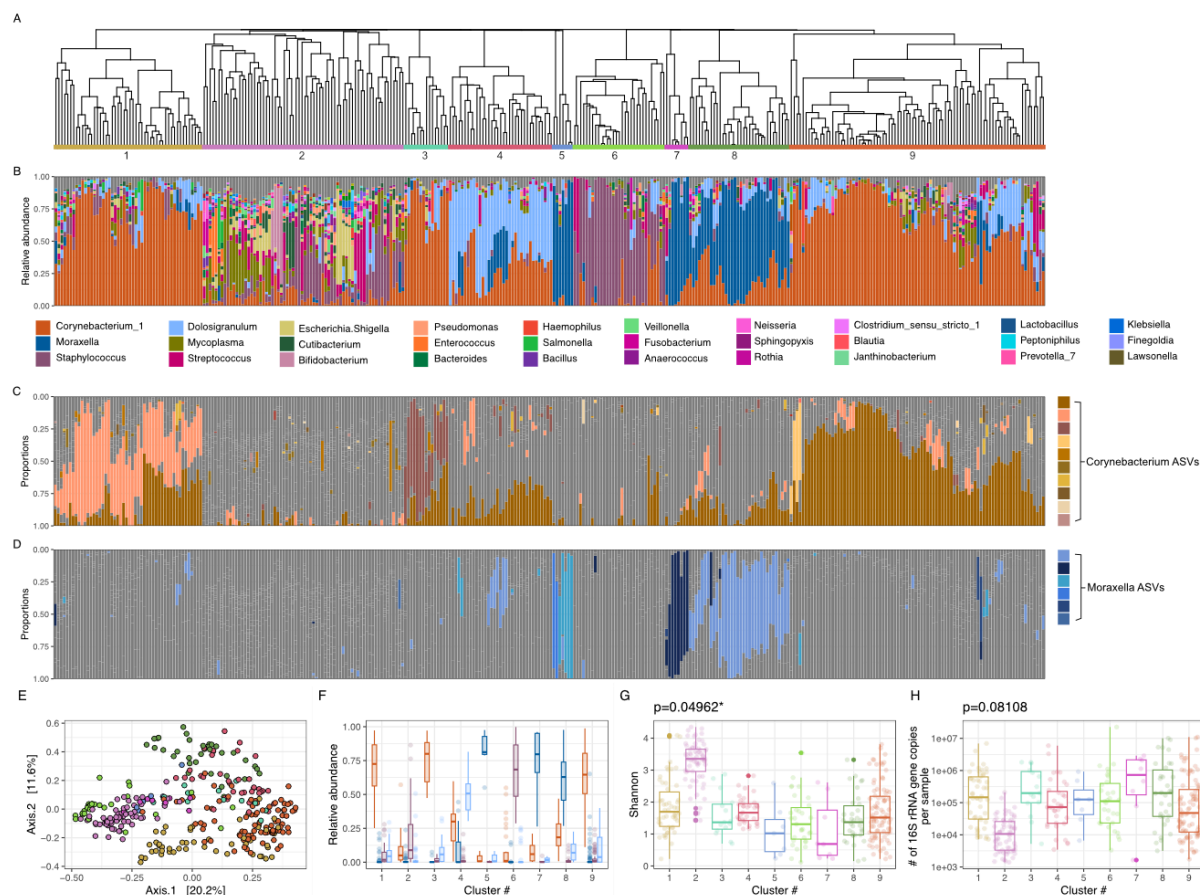 A
1 2 3 4 5 6 7 8 9
B
Relative abundance
1.00
0.75
0.50
0.25
0.00
Corynebacterium_1 Dolosigranulum Escherichia.Shigella Pseudomonas Haemophilus Veillonella Neisseria Clostridium_sensu_stricto_1 Lactobacillus Klebsiella
Moraxella Mycoplasma Cutibacterium Enterococcus Salmonella Fusobacterium Sphingopyxis Blautia Peptoniphilus Finegoldia
Staphylococcus Streptococcus Bifidobacterium Bacteroides Bacillus Anaerococcus Rothia Janthinobacterium Prevotella_7 Lawsonella
C
Proportions
0.00
0.25
0.50
0.75
1.00
Corynebacterium ASVs
D
Proportions
0.00
0.25
0.50
0.75
1.00
Moraxella ASVs
E
Axis.2 [11.6%]
0.6
0.4
0.2
0.0
−0.2
−0.4
−0.50 −0.25 0.00 0.25
Axis.1 [20.2%]
F
Relative abundance
1.00
0.75
0.50
0.25
0.00
1 2 3 4 5 6 7 8 9
Cluster #
G
p=0.04962*
Shannon
4
3
2
1
0
1 2 3 4 5 6 7 8 9
Cluster #
H
p=0.08108
# of 16S rRNA gene copies
per sample
1e+07
1e+06
1e+05
1e+04
1e+03
1 2 3 4 5 6 7 8 9
Cluster #